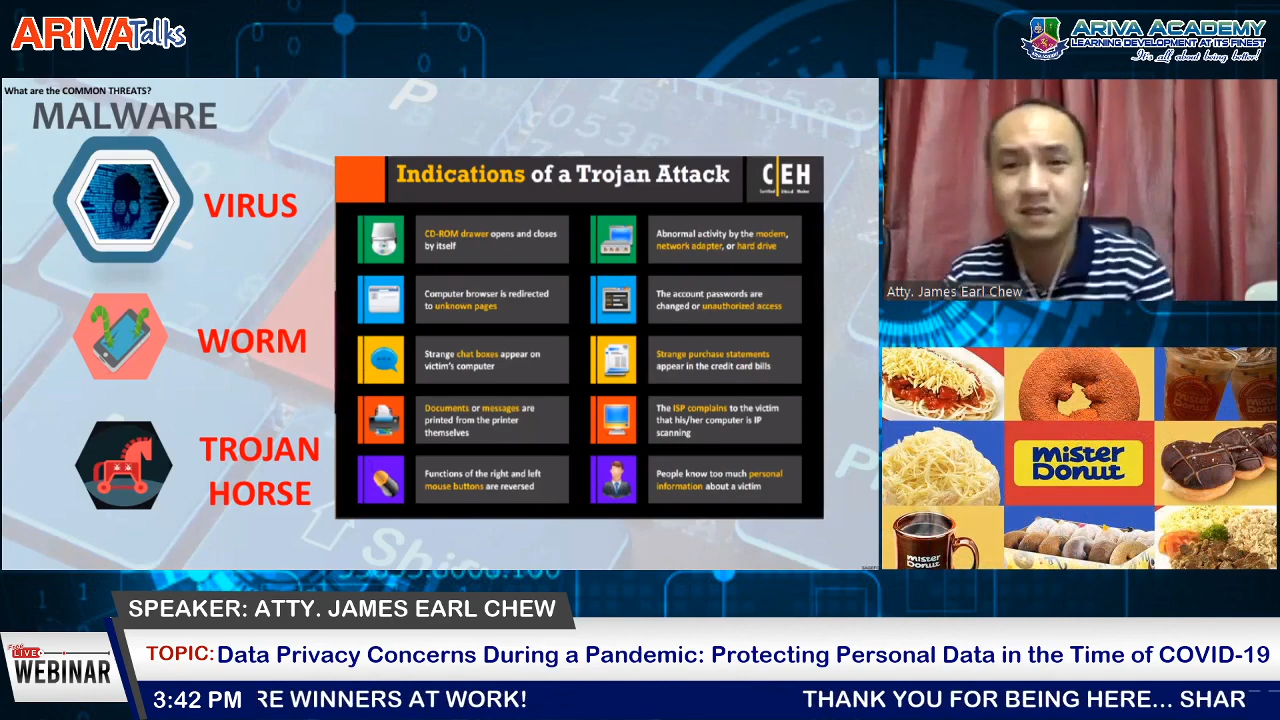 ARIVATalks
ARIVA ACADEMY
LEARNING DEVELOPMENT AT ITS FINEST
It's all about being better!
What are the COMMON THREATS?
MALWARE
VIRUS
WORM
TROJAN
HORSE
Indications of a Trojan Attack
CEH
Certified Ethical Hacker
CD-ROM drawer opens and closes
by itself
Abnormal activity by the modem,
network adapter, or hard drive
Computer browser is redirected
to unknown pages
The account passwords are
changed or unauthorized access
Strange chat boxes appear on
victim's computer
Strange purchase statements
appear in the credit card bills
Documents or messages are
printed from the printer
themselves
The ISP complains to the victim
that his/her computer is IP
scanning
Functions of the right and left
mouse buttons are reversed
People know too much personal
information about a victim
P
Shi
Atty. James Earl Chew
mister
Donut
mister
Donut
SPEAKER: ATTY. JAMES EARL CHEW
Free
LIVE
WEBINAR
TOPIC: Data Privacy Concerns During a Pandemic: Protecting Personal Data in the Time of COVID-19
3:42 PM RE WINNERS AT WORK! THANK YOU FOR BEING HERE... SHAR